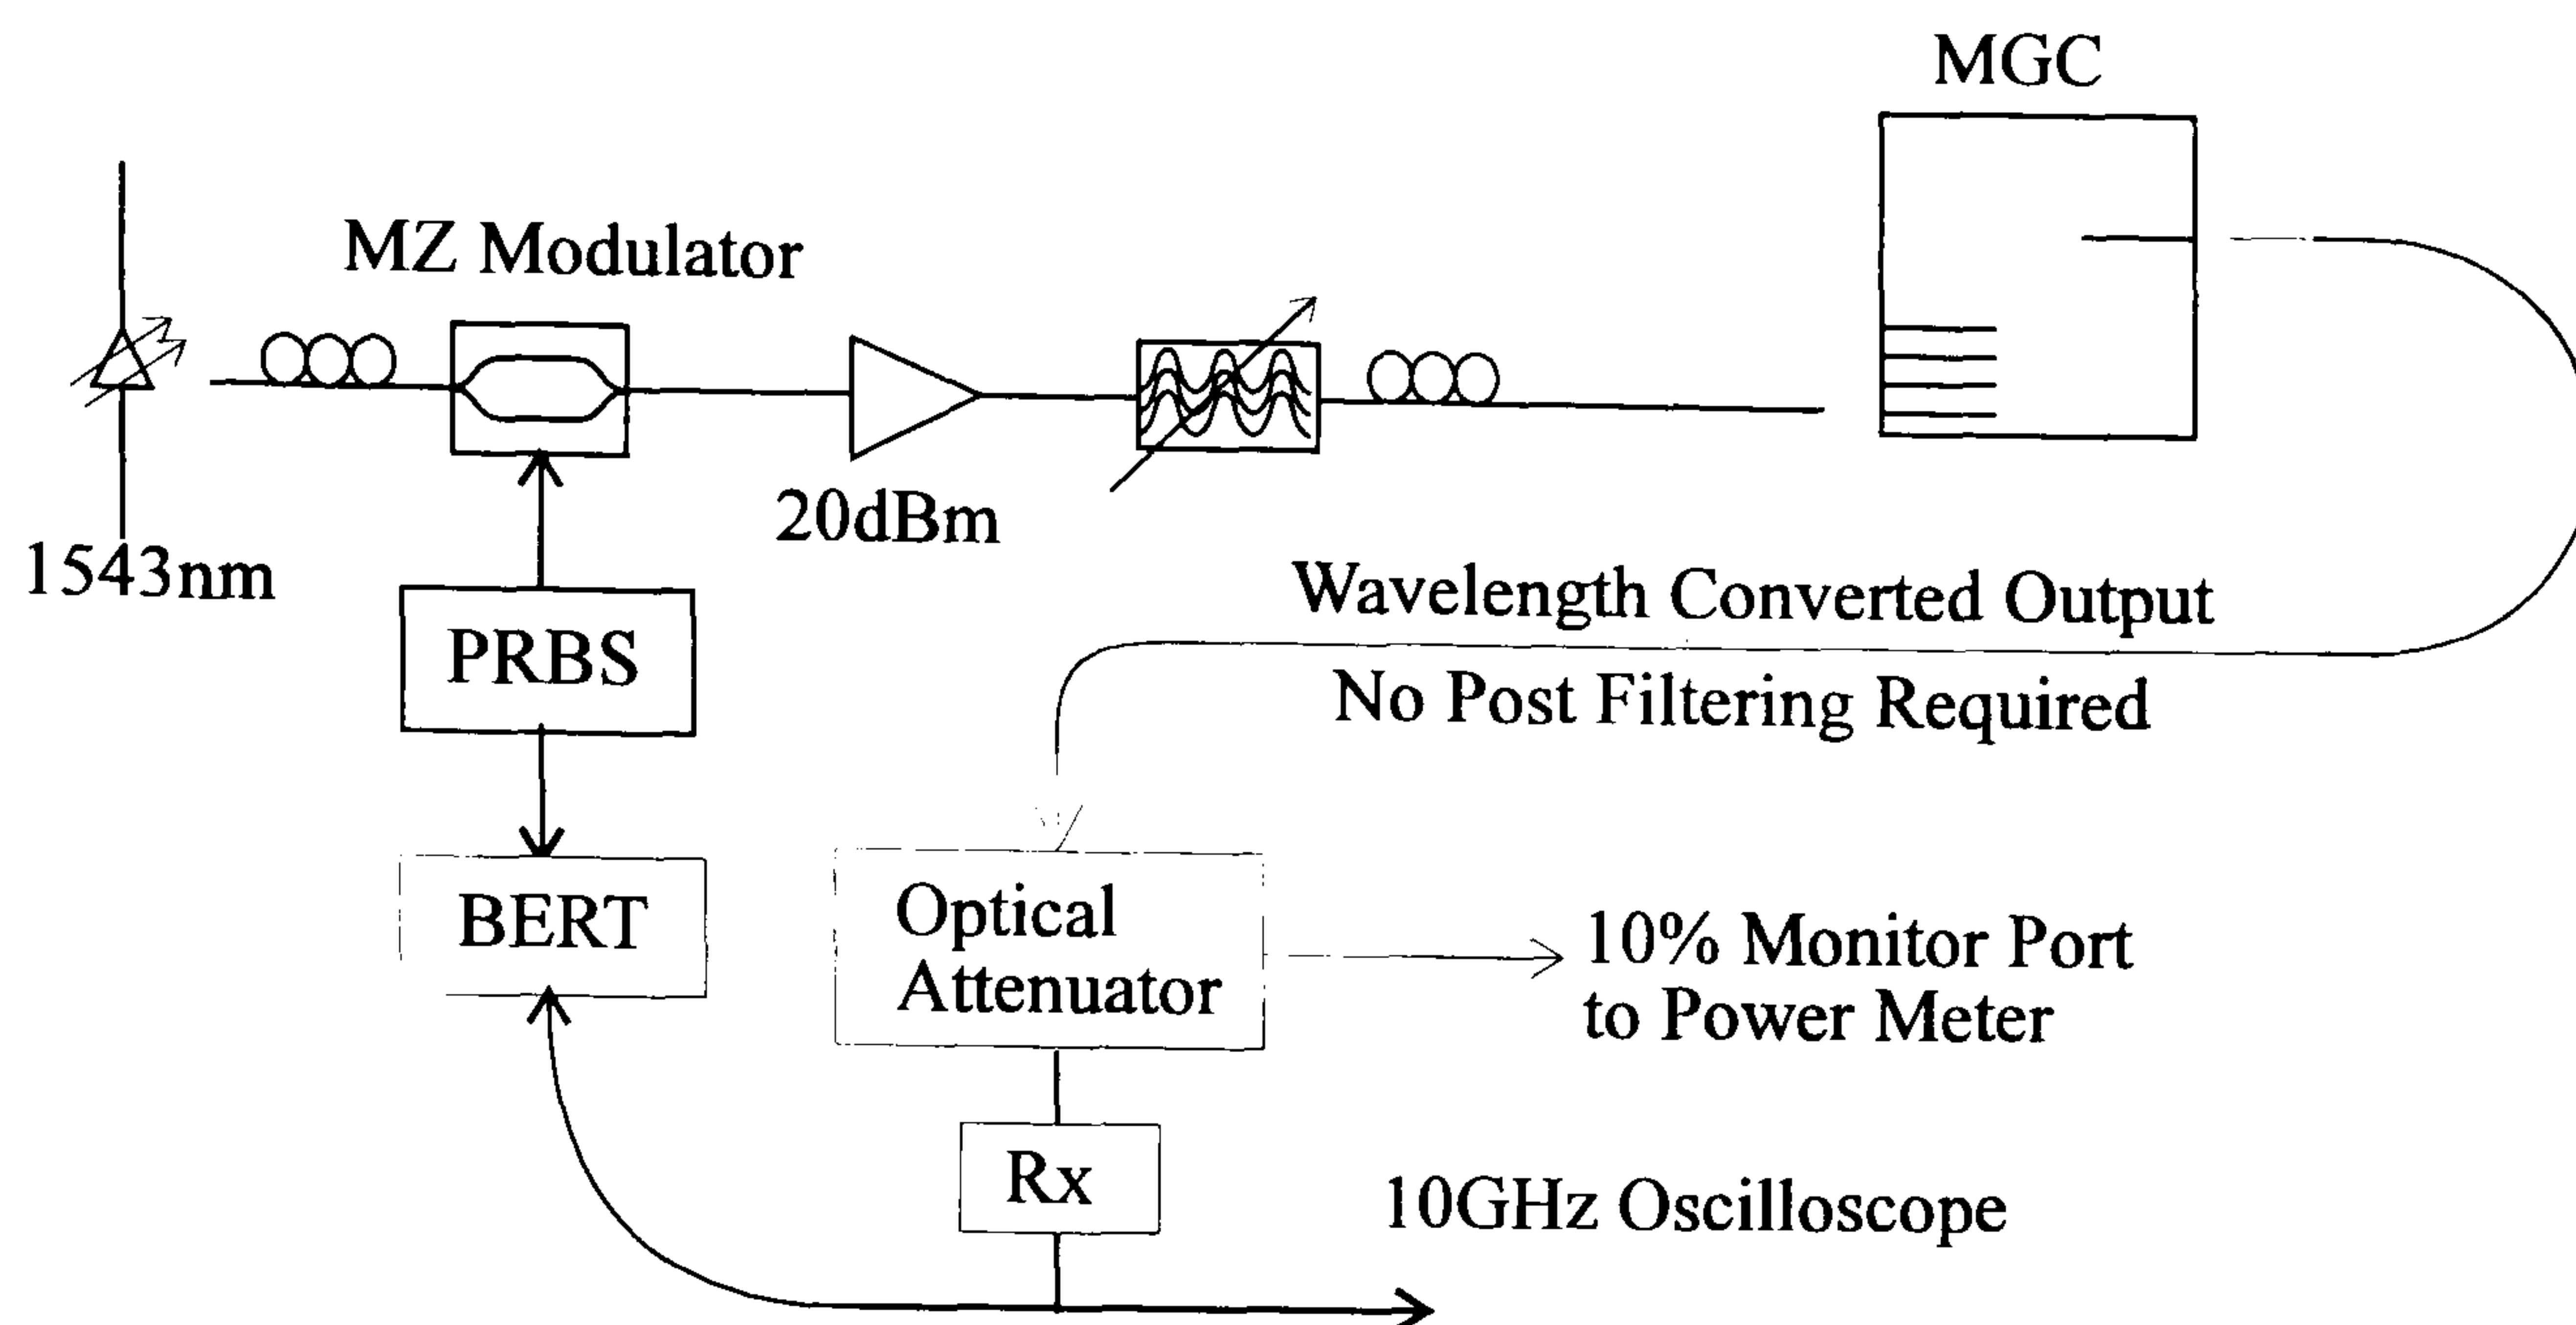 MGC
MZ Modulator
20dBm
1543nm
Wavelength Converted Output
PRBS
No Post Filtering Required
BERT
Optical
Attenuator
10% Monitor Port
to Power Meter
Rx
10GHz Oscilloscope